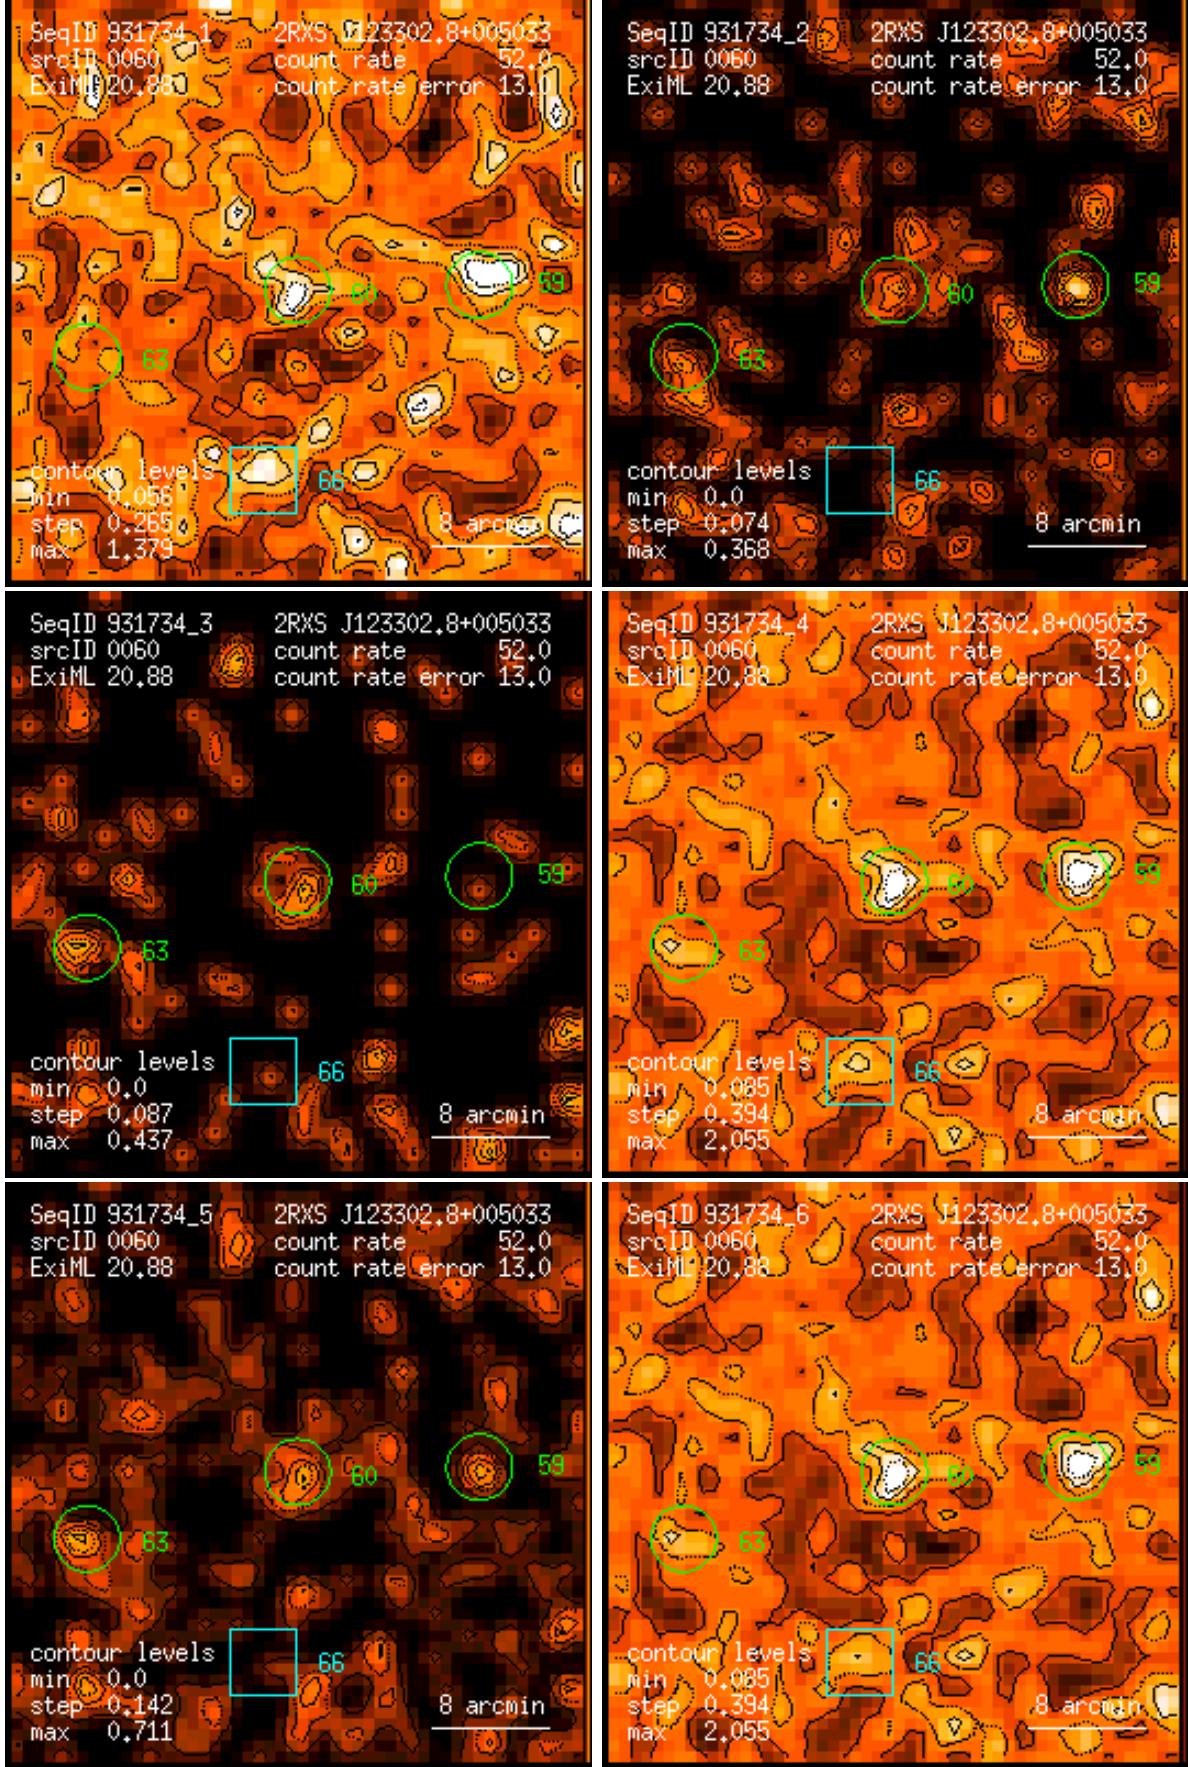 SeqID 931734_1 2RXS J123302.8+005033
srcID 0060 count rate 52.0
ExiML 20.88 count rate error 13.0
59
60
63
contour levels
66
min 0.056
step 0.265 8 arcmin
max 1.379
SeqID 931734_2 2RXS J123302.8+005033
srcID 0060 count rate 52.0
ExiML 20.88 count rate error 13.0
59
60
63
contour levels
66
min 0.0
step 0.074 8 arcmin
max 0.368
SeqID 931734_3 2RXS J123302.8+005033
srcID 0060 count rate 52.0
ExiML 20.88 count rate error 13.0
59
60
63
contour levels
66
min 0.0
step 0.087 8 arcmin
max 0.437
SeqID 931734_4 2RXS J123302.8+005033
srcID 0060 count rate 52.0
ExiML 20.88 count rate error 13.0
59
60
63
contour levels
66
min 0.085
step 0.394 8 arcmin
max 2.055
SeqID 931734_5 2RXS J123302.8+005033
srcID 0060 count rate 52.0
ExiML 20.88 count rate error 13.0
59
60
63
contour levels
66
min 0.0
step 0.142 8 arcmin
max 0.711
SeqID 931734_6 2RXS J123302.8+005033
srcID 0060 count rate 52.0
ExiML 20.88 count rate error 13.0
59
60
63
contour levels
66
min 0.085
step 0.394 8 arcmin
max 2.055